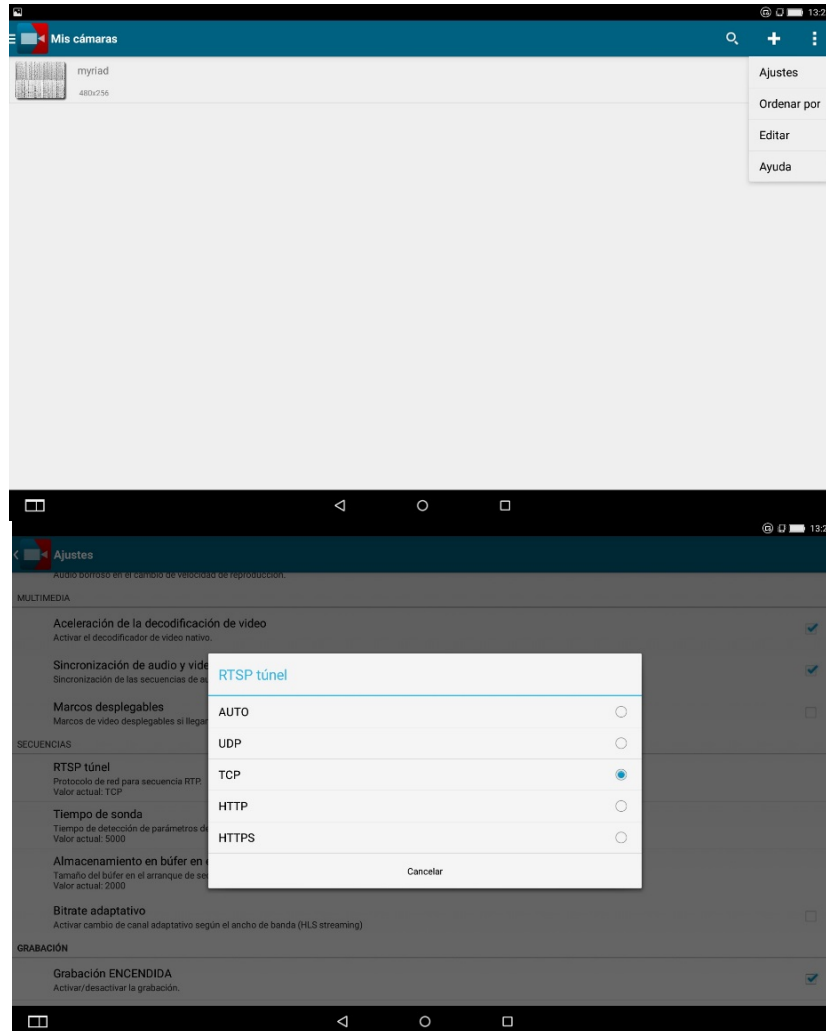 13:2
Mis cámaras
myriad
480x256
Ajustes
Ordenar por
Editar
Ayuda
13:2
Ajustes
Audio borroso en el cambio de velocidad de reproducción.
MULTIMEDIA
Aceleración de la decodificación de video
Activar el decodificador de video nativo.
Sincronización de audio y vide
Sincronización de las secuencias de au
Marcos desplegables
Marcos de video desplegables si llegar
SECUENCIAS
RTSP túnel
Protocolo de red para secuencia RTP.
Valor actual: TCP
Tiempo de sonda
Tiempo de detección de parámetros de
Valor actual: 5000
Almacenamiento en búfer en e
Tamaño del búfer en el arranque de se
Valor actual: 2000
Bitrate adaptativo
Activar cambio de canal adaptativo según el ancho de banda (HLS streaming)
GRABACIÓN
Grabación ENCENDIDA
Activar/desactivar la grabación.
RTSP túnel
AUTO
UDP
TCP
HTTP
HTTPS
Cancelar